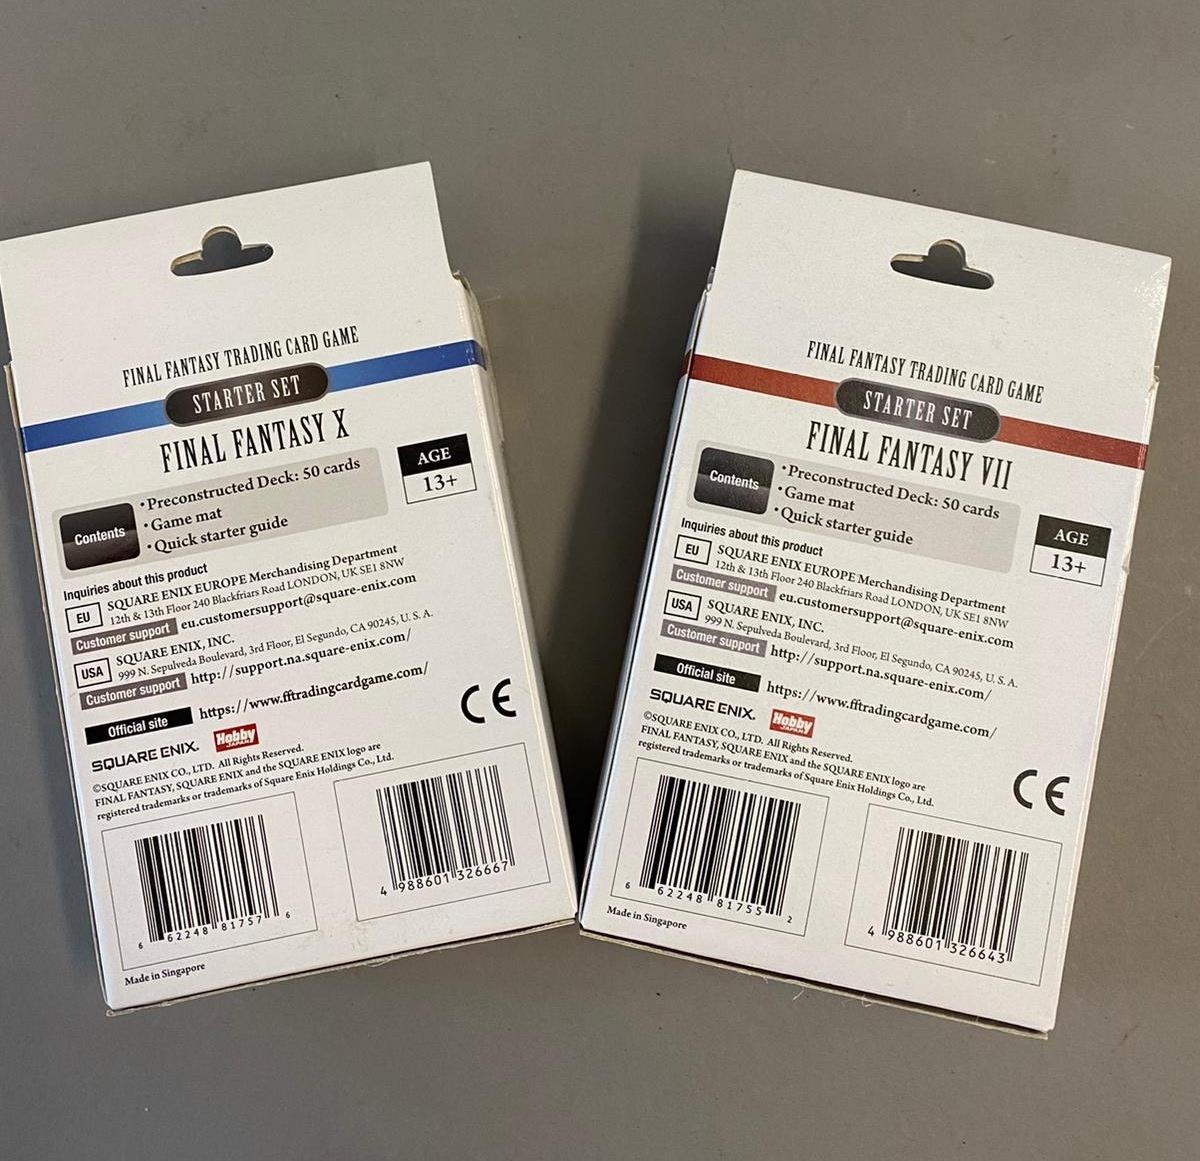 FINAL FANTASY TRADING CARD GAME
STARTER SET
FINAL FANTASY X
Contents
•Preconstructed Deck: 50 cards
•Game mat
•Quick starter guide
AGE
13+
Inquiries about this product
EU
SQUARE ENIX EUROPE Merchandising Department
12th & 13th Floor 240 Blackfriars Road LONDON, UK SE1 8NW
Customer support eu.customersupport@square-enix.com
USA
SQUARE ENIX, INC.
999 N. Sepulveda Boulevard, 3rd Floor, El Segundo, CA 90245, U. S. A.
Customer support http://support.na.square-enix.com/
Official site https://www.fftradingcardgame.com/
SQUARE ENIX. Hobby JAPAN
CE
©SQUARE ENIX CO., LTD. All Rights Reserved.
FINAL FANTASY, SQUARE ENIX and the SQUARE ENIX logo are
registered trademarks or trademarks of Square Enix Holdings Co., Ltd.
6 62248 81757 6
4 988601 326667
Made in Singapore
FINAL FANTASY TRADING CARD GAME
STARTER SET
FINAL FANTASY VII
Contents
•Preconstructed Deck: 50 cards
•Game mat
•Quick starter guide
AGE
13+
Inquiries about this product
EU
SQUARE ENIX EUROPE Merchandising Department
12th & 13th Floor 240 Blackfriars Road LONDON, UK SE1 8NW
Customer support eu.customersupport@square-enix.com
USA
SQUARE ENIX, INC.
999 N. Sepulveda Boulevard, 3rd Floor, El Segundo, CA 90245, U. S. A.
Customer support http://support.na.square-enix.com/
Official site https://www.fftradingcardgame.com/
SQUARE ENIX. Hobby JAPAN
©SQUARE ENIX CO., LTD. All Rights Reserved.
FINAL FANTASY, SQUARE ENIX and the SQUARE ENIX logo are
registered trademarks or trademarks of Square Enix Holdings Co., Ltd.
CE
6 62248 81755 2
4 988601 326643
Made in Singapore